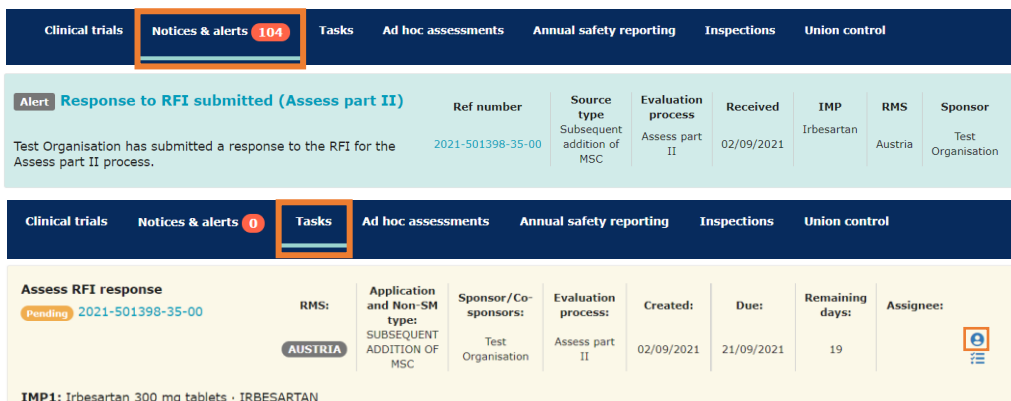 Clinical trials Notices & alerts 104 Tasks Ad hoc assessments Annual safety reporting Inspections Union control
Alert Response to RFI submitted (Assess part II)
Test Organisation has submitted a response to the RFI for the
Assess part II process.
Ref number
2021-501398-35-00
Source
type
Subsequent
addition of
MSC
Evaluation
process
Assess part
II
Received
02/09/2021
IMP
Irbesartan
RMS
Austria
Sponsor
Test
Organisation
Clinical trials Notices & alerts 0 Tasks Ad hoc assessments Annual safety reporting Inspections Union control
Assess RFI response
Pending 2021-501398-35-00
RMS:
AUSTRIA
Application
and Non-SM
type:
SUBSEQUENT
ADDITION OF
MSC
Sponsor/Co-
sponsors:
Test
Organisation
Evaluation
process:
Assess part
II
Created:
02/09/2021
Due:
21/09/2021
Remaining
days:
19
Assignee:
IMP1: Irbesartan 300 mg tablets · IRBESARTAN